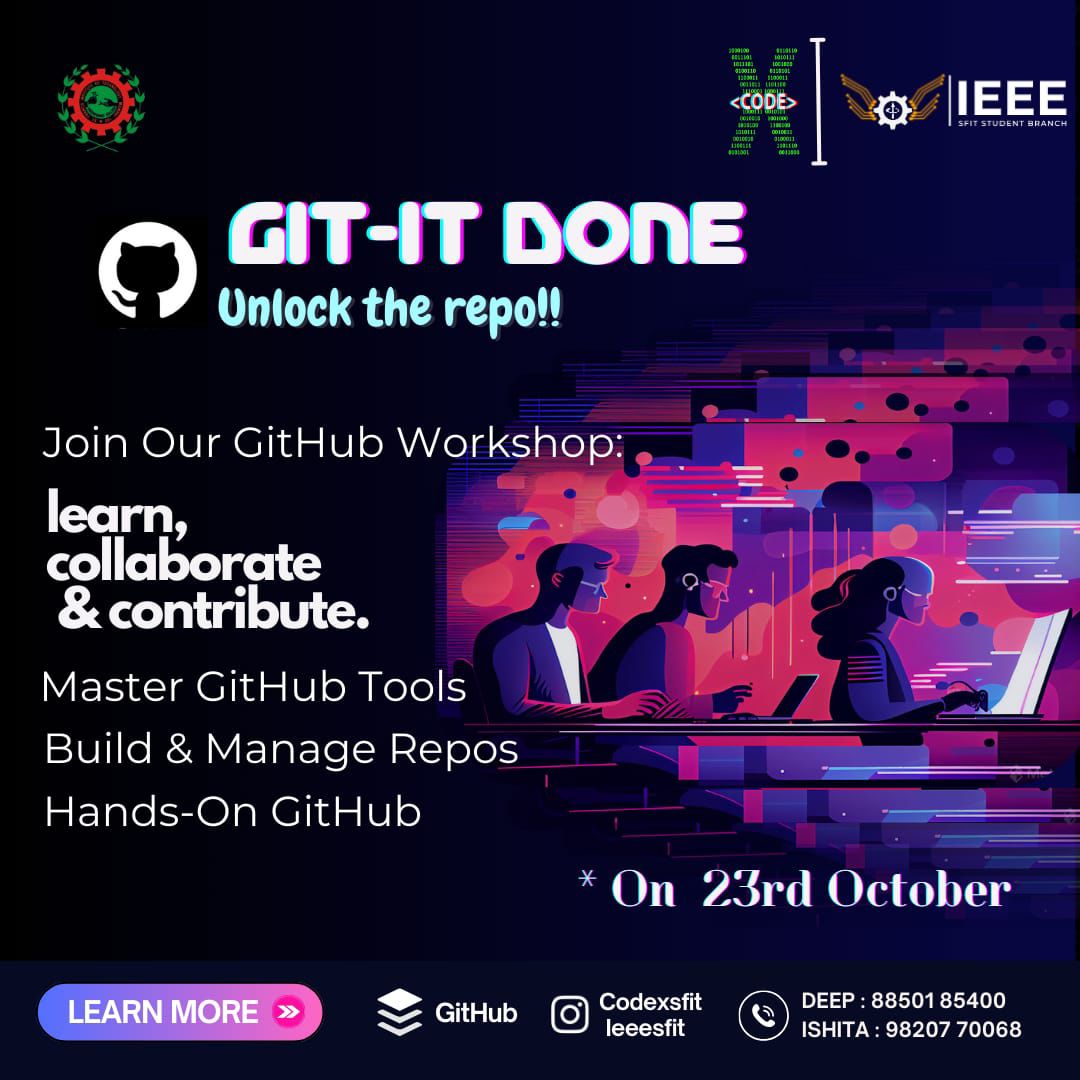 <CODE>
IEEE
SFIT STUDENT BRANCH
GIT-IT DONE
Unlock the repo!!
Join Our GitHub Workshop:
learn,
collaborate
& contribute.
Master GitHub Tools
Build & Manage Repos
Hands-On GitHub
* On 23rd October
LEARN MORE »
GitHub
Codexsfit
Ieeesfit
DEEP : 88501 85400
ISHITA : 98207 70068